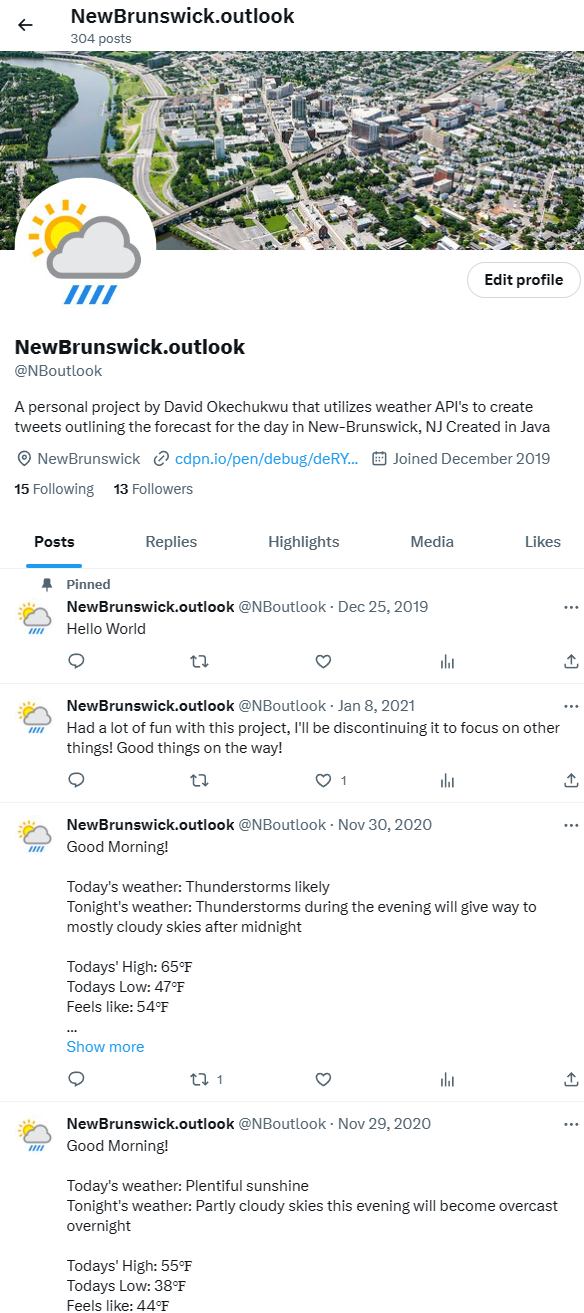 NewBrunswick.outlook
304 posts
Edit profile
NewBrunswick.outlook
@NBoutlook
A personal project by David Okechukwu that utilizes weather API's to create
tweets outlining the forecast for the day in New-Brunswick, NJ Created in Java
NewBrunswick cdpn.io/pen/debug/deRY... Joined December 2019
15 Following 13 Followers
Posts Replies Highlights Media Likes
Pinned
NewBrunswick.outlook @NBoutlook · Dec 25, 2019
Hello World
NewBrunswick.outlook @NBoutlook · Jan 8, 2021
Had a lot of fun with this project, I'll be discontinuing it to focus on other
things! Good things on the way!
1
NewBrunswick.outlook @NBoutlook · Nov 30, 2020
Good Morning!
Today's weather: Thunderstorms likely
Tonight's weather: Thunderstorms during the evening will give way to
mostly cloudy skies after midnight
Todays' High: 65℉
Todays Low: 47℉
Feels like: 54℉
...
Show more
1
NewBrunswick.outlook @NBoutlook · Nov 29, 2020
Good Morning!
Today's weather: Plentiful sunshine
Tonight's weather: Partly cloudy skies this evening will become overcast
overnight
Todays' High: 55℉
Todays Low: 38℉
Feels like: 44℉